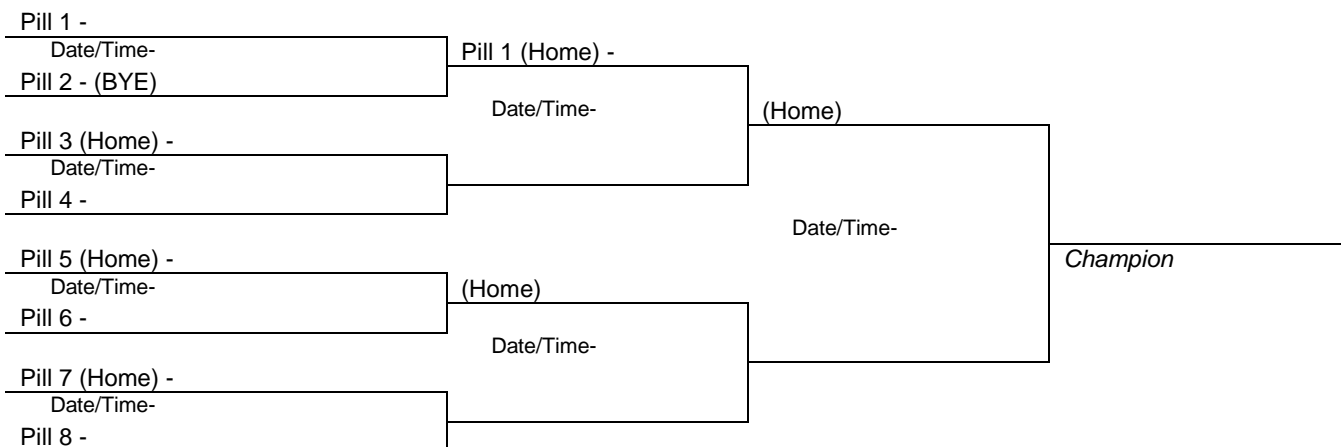 Pill 1 -
Date/Time-
Pill 1 (Home) -
Pill 2 - (BYE)
Date/Time-
(Home)
Pill 3 (Home) -
Date/Time-
Pill 4 -
Date/Time-
Pill 5 (Home) -
Champion
Date/Time-
(Home)
Pill 6 -
Date/Time-
Pill 7 (Home) -
Date/Time-
Pill 8 -